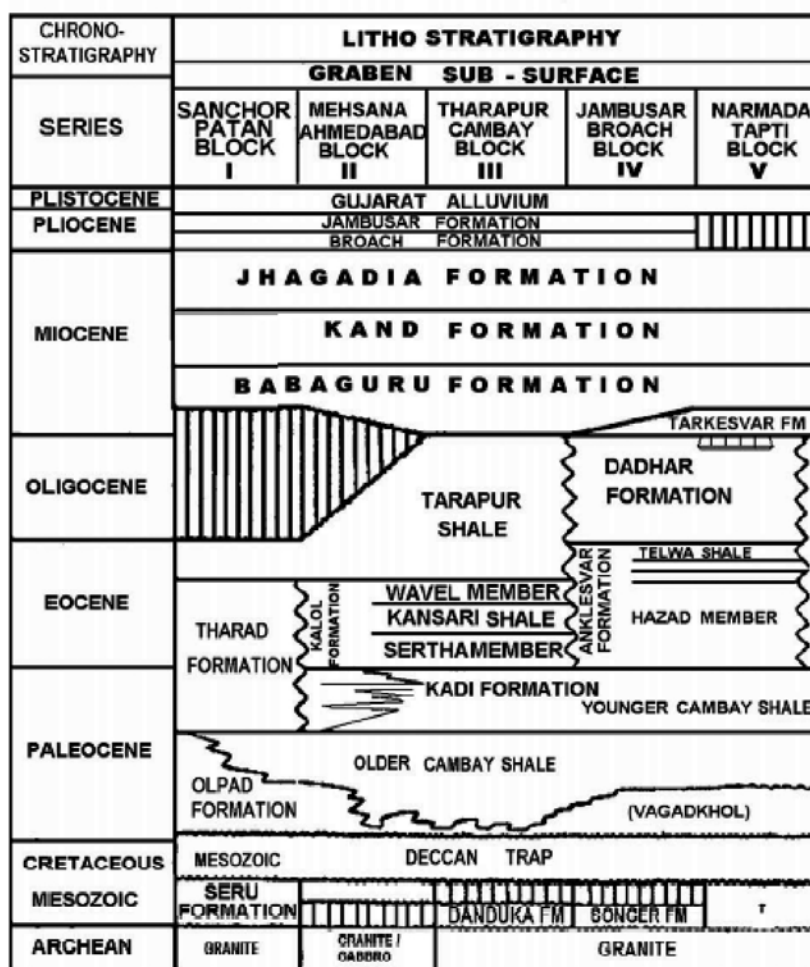 CHRONO-
STRATIGRAPHY
LITHO STRATIGRAPHY
GRABEN SUB - SURFACE
SERIES
SANCHOR
PATAN
BLOCK
I
MEHSANA
AHMEDABAD
BLOCK
II
THARAPUR
CAMBAY
BLOCK
III
JAMBUSAR
BROACH
BLOCK
IV
NARMADA
TAPTI
BLOCK
V
PLISTOCENE
GUJARAT ALLUVIUM
PLIOCENE
JAMBUSAR FORMATION
BROACH FORMATION
MIOCENE
JHAGADIA FORMATION
KAND FORMATION
BABAGURU FORMATION
TARKESVAR FM
OLIGOCENE
TARAPUR
SHALE
DADHAR
FORMATION
EOCENE
THARAD
FORMATION
KALOL
FORMATION
WAVEL MEMBER
KANSARI SHALE
SERTHA MEMBER
ANKLESVAR
FORMATION
TELWA SHALE
HAZAD MEMBER
KADI FORMATION
YOUNGER CAMBAY SHALE
PALEOCENE
OLDER CAMBAY SHALE
OLPAD
FORMATION
(VAGADKHOL)
CRETACEOUS
MESOZOIC
MESOZOIC
DECCAN TRAP
SERU
FORMATION
DANDUKA FM
SONGER FM
T
ARCHEAN
GRANITE
GRANITE /
GABBRO
GRANITE